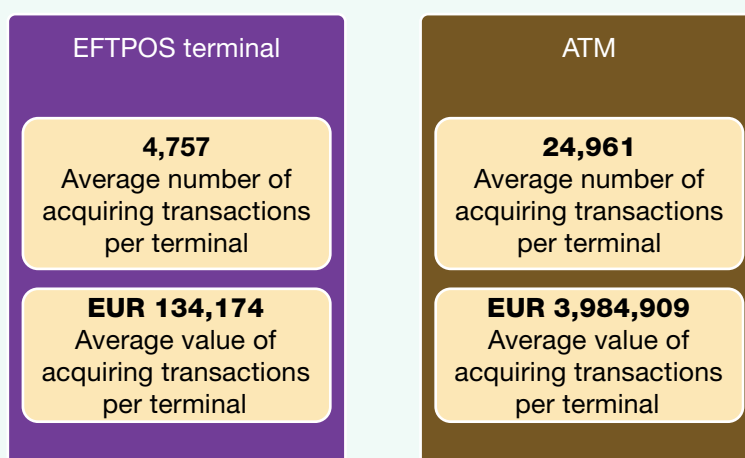 EFTPOS terminal
4,757
Average number of
acquiring transactions
per terminal
EUR 134,174
Average value of
acquiring transactions
per terminal
ATM
24,961
Average number of
acquiring transactions
per terminal
EUR 3,984,909
Average value of
acquiring transactions
per terminal